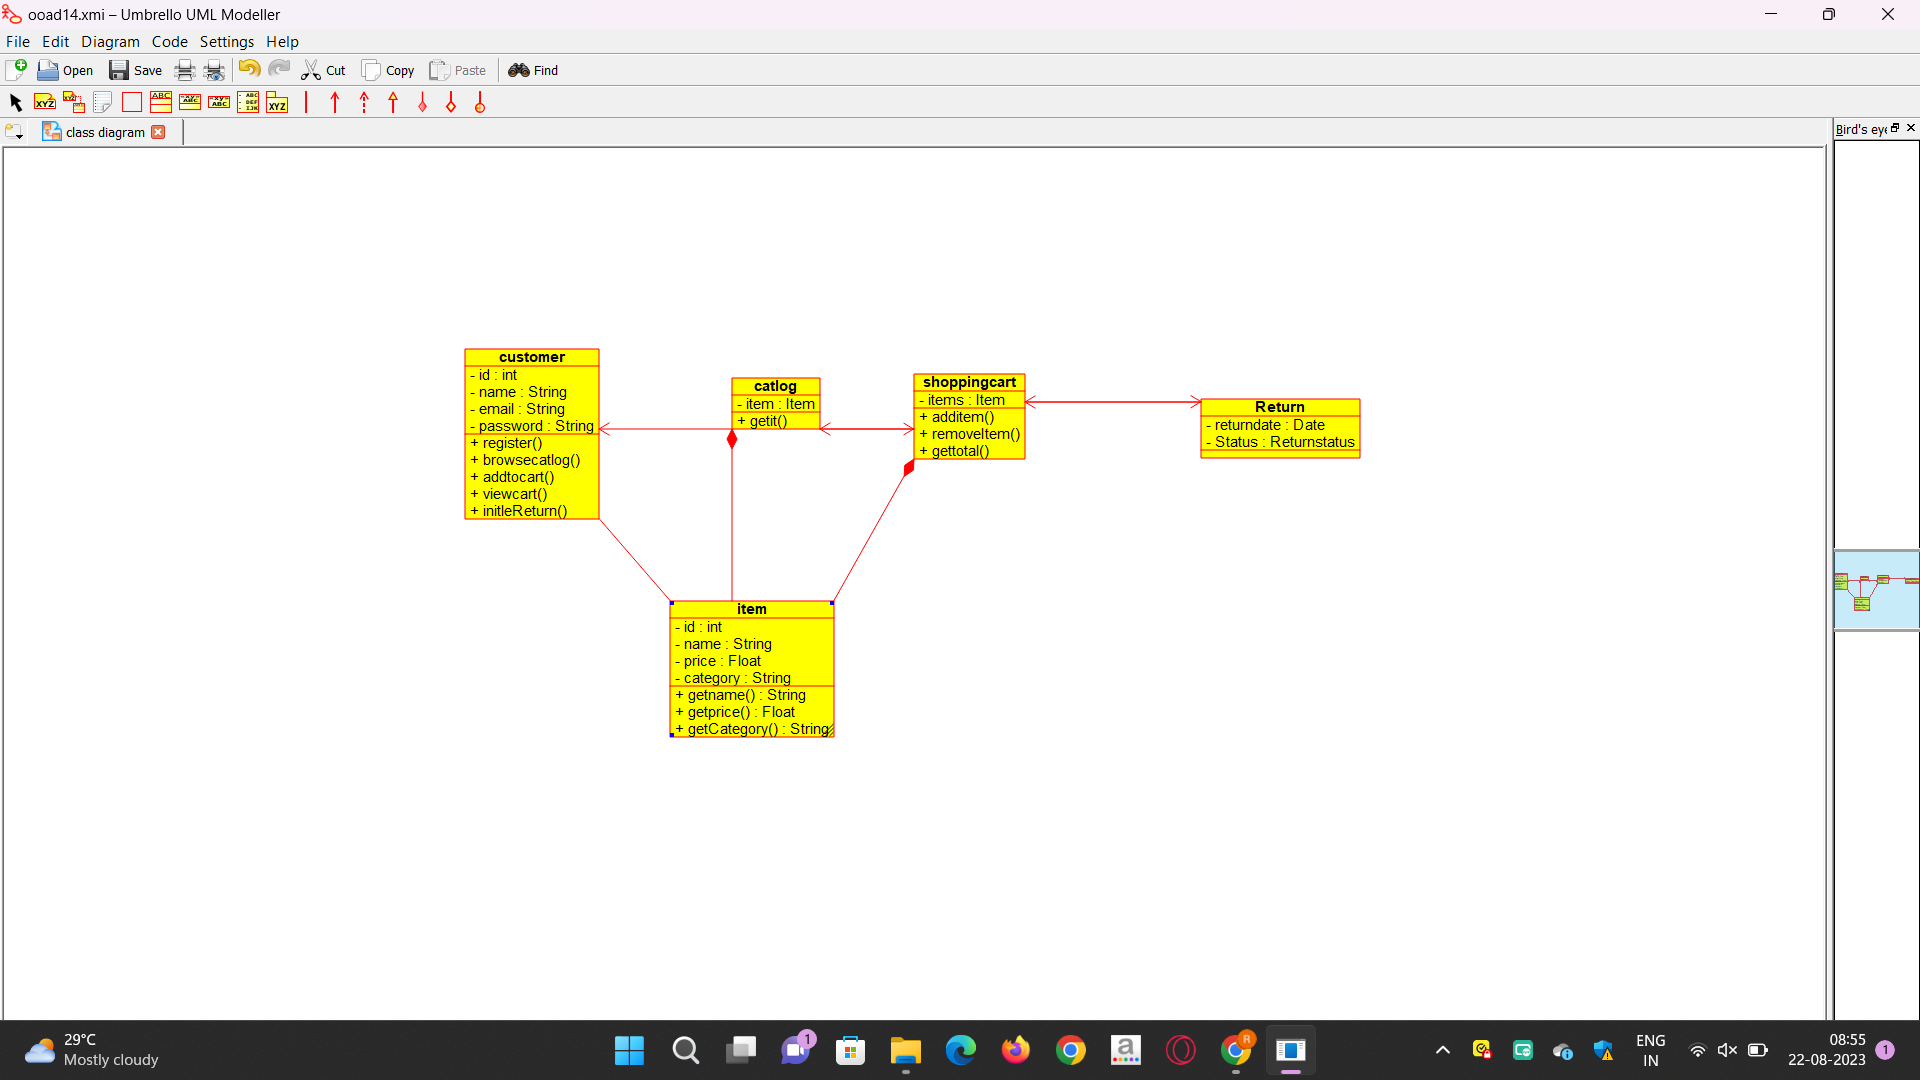 ooad14.xmi – Umbrello UML Modeller
File Edit Diagram Code Settings Help
Open Save Cut Copy Paste Find
class diagram
Bird's eye
customer
- id : int
- name : String
- email : String
- password : String
+ register()
+ browsecatlog()
+ addtocart()
+ viewcart()
+ initleReturn()
catlog
- item : Item
+ getit()
shoppingcart
- items : Item
+ additem()
+ removeItem()
+ gettotal()
Return
- returndate : Date
- Status : Returnstatus
item
- id : int
- name : String
- price : Float
- category : String
+ getname() : String
+ getprice() : Float
+ getCategory() : String
29°C
Mostly cloudy
1
R
ENG
IN
08:55
22-08-2023
1